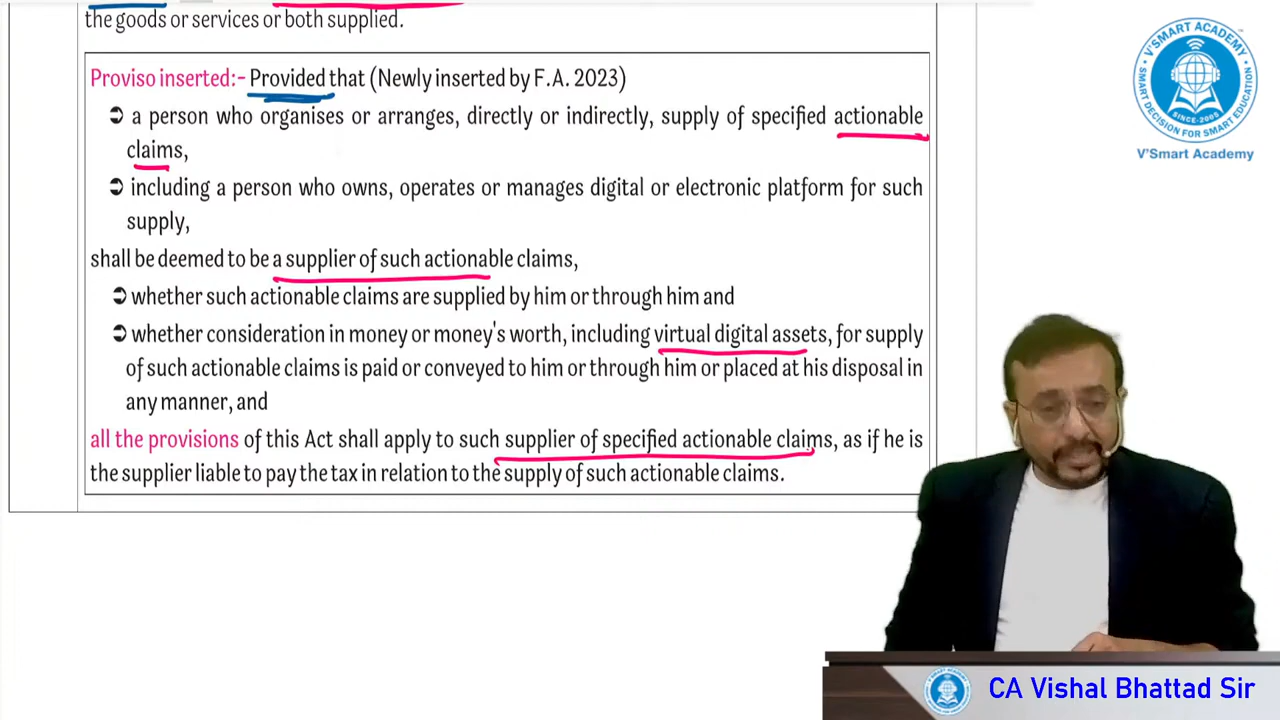 the goods or services or both supplied.
Proviso inserted:- Provided that (Newly inserted by F.A. 2023)
➲ a person who organises or arranges, directly or indirectly, supply of specified actionable
claims,
➲ including a person who owns, operates or manages digital or electronic platform for such
supply,
shall be deemed to be a supplier of such actionable claims,
➲ whether such actionable claims are supplied by him or through him and
➲ whether consideration in money or money's worth, including virtual digital assets, for supply
of such actionable claims is paid or conveyed to him or through him or placed at his disposal in
any manner, and
all the provisions of this Act shall apply to such supplier of specified actionable claims, as if he is
the supplier liable to pay the tax in relation to the supply of such actionable claims.
V'SMART ACADEMY
SMART DECISION FOR SMART EDUCATION
SINCE-2005
V'Smart Academy
CA Vishal Bhattad Sir